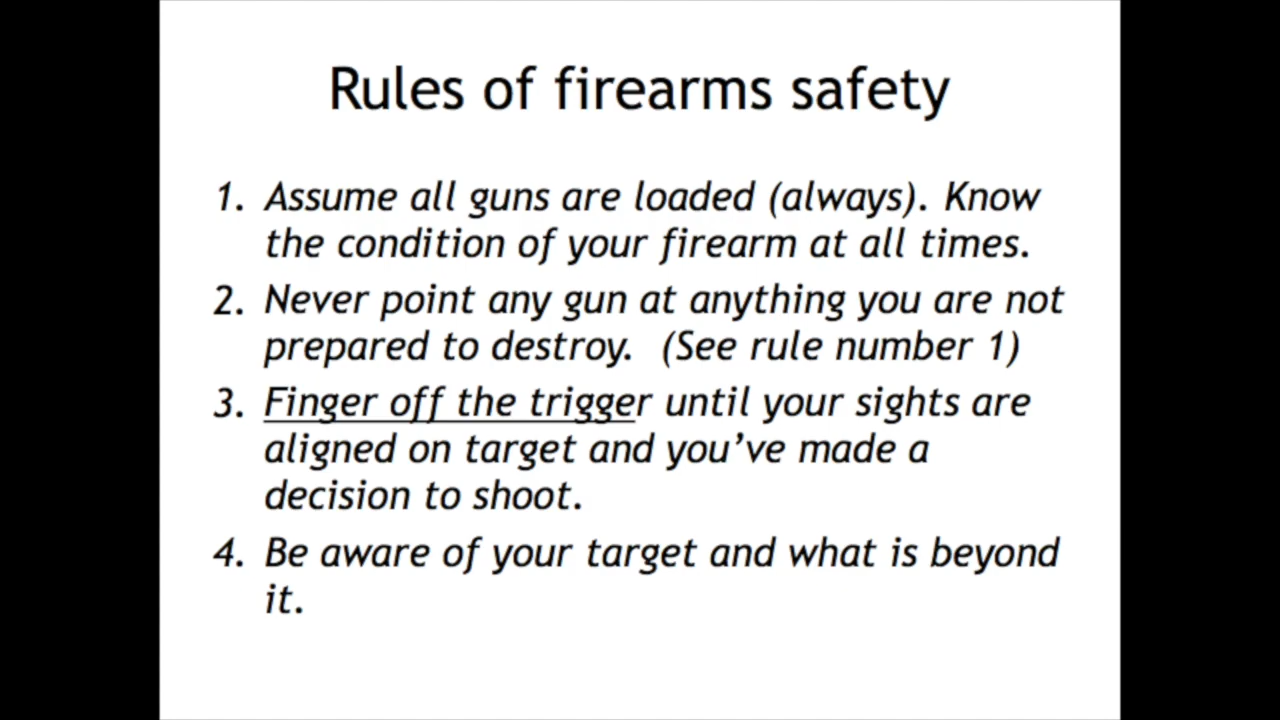 Rules of firearms safety
1. Assume all guns are loaded (always). Know
the condition of your firearm at all times.
2. Never point any gun at anything you are not
prepared to destroy.  (See rule number 1)
3. Finger off the trigger until your sights are
aligned on target and you’ve made a
decision to shoot.
4. Be aware of your target and what is beyond
it.